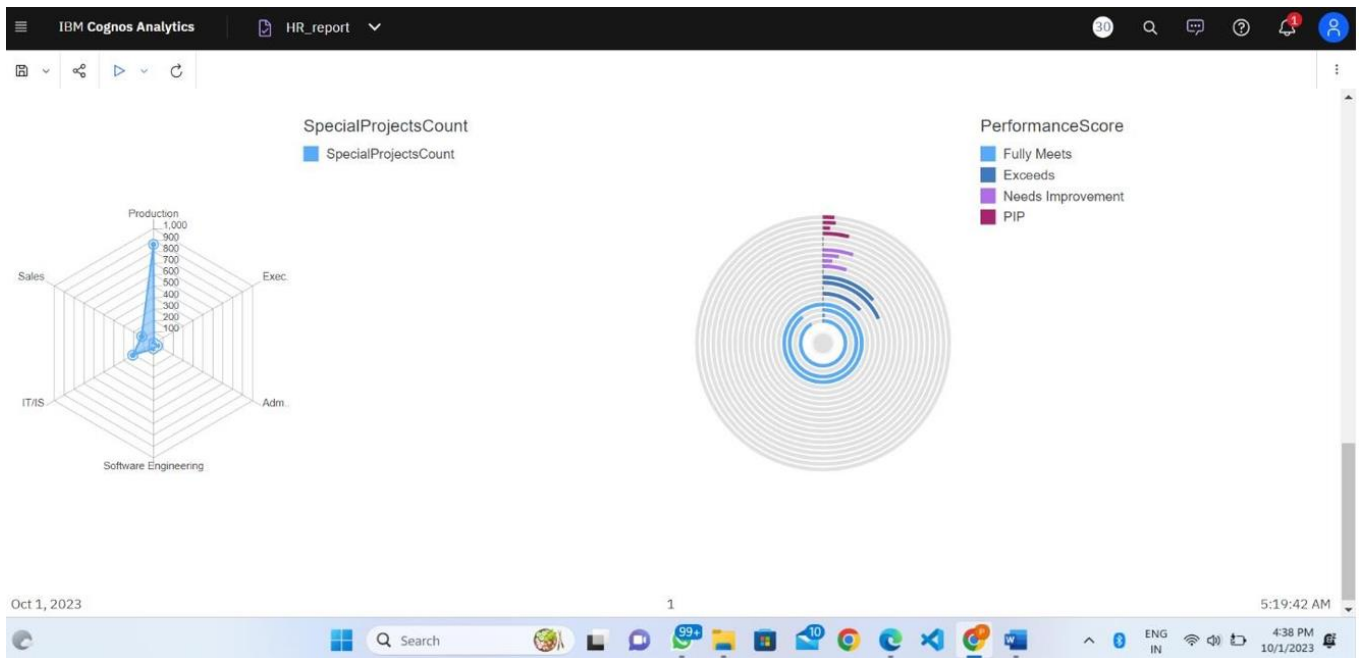 IBM Cognos Analytics
HR_report
30
1
SpecialProjectsCount
SpecialProjectsCount
Production
1,000
900
800
700
600
500
400
300
200
100
Sales
Exec.
IT/IS
Adm..
Software Engineering
PerformanceScore
Fully Meets
Exceeds
Needs Improvement
PIP
Oct 1, 2023
1
5:19:42 AM
Search
99+
10
ENG
IN
4:38 PM
10/1/2023